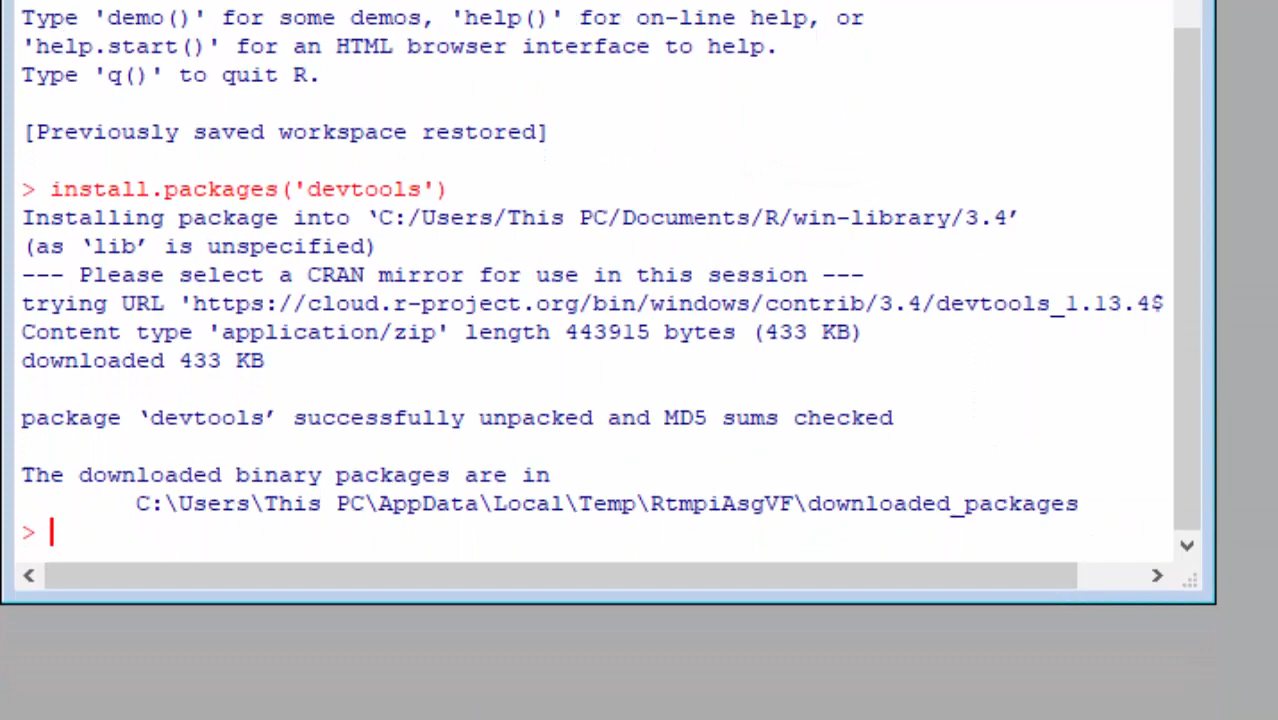 Type 'demo()' for some demos, 'help()' for on-line help, or
'help.start()' for an HTML browser interface to help.
Type 'q()' to quit R.
[Previously saved workspace restored]
> install.packages('devtools')
Installing package into ‘C:/Users/This PC/Documents/R/win-library/3.4’
(as ‘lib’ is unspecified)
--- Please select a CRAN mirror for use in this session ---
trying URL 'https://cloud.r-project.org/bin/windows/contrib/3.4/devtools_1.13.4$
Content type 'application/zip' length 443915 bytes (433 KB)
downloaded 433 KB
package ‘devtools’ successfully unpacked and MD5 sums checked
The downloaded binary packages are in
C:\Users\This PC\AppData\Local\Temp\RtmpiAsgVF\downloaded_packages
>